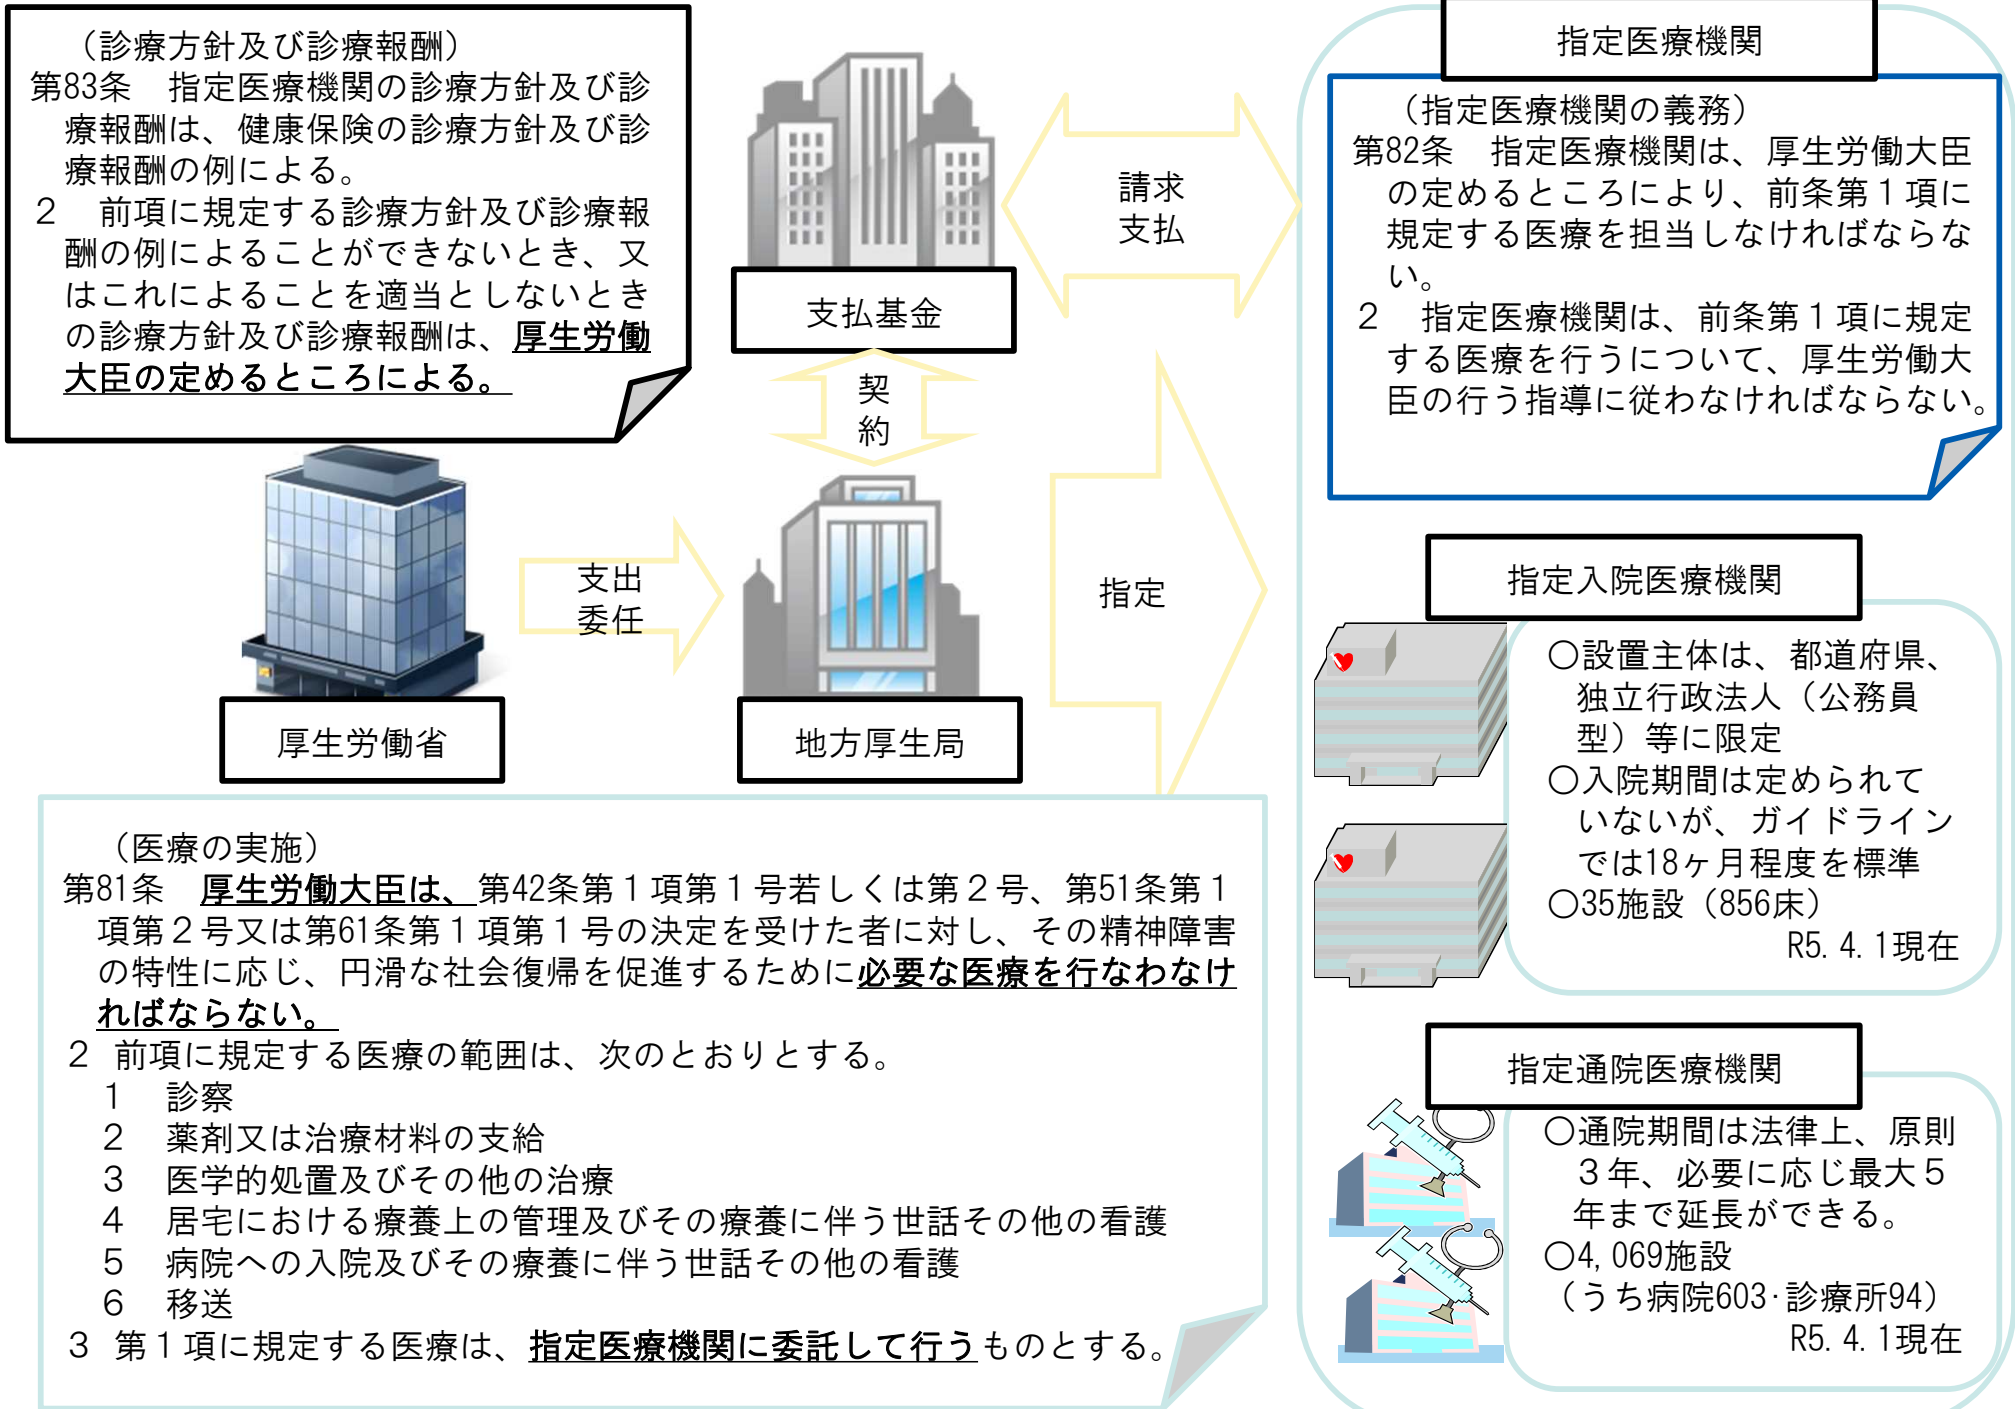 （診療方針及び診療報酬）
第83条　指定医療機関の診療方針及び診
療報酬は、健康保険の診療方針及び診
療報酬の例による。
２　前項に規定する診療方針及び診療報
酬の例によることができないとき、又
はこれによることを適当としないとき
の診療方針及び診療報酬は、厚生労働
大臣の定めるところによる。
支払基金
請求
支払
契
約
厚生労働省
支出
委任
地方厚生局
指定
（医療の実施）
第81条　厚生労働大臣は、第42条第１項第１号若しくは第２号、第51条第１
項第２号又は第61条第１項第１号の決定を受けた者に対し、その精神障害
の特性に応じ、円滑な社会復帰を促進するために必要な医療を行なわなけ
ればならない。
２ 前項に規定する医療の範囲は、次のとおりとする。
１　診察
２　薬剤又は治療材料の支給
３　医学的処置及びその他の治療
４　居宅における療養上の管理及びその療養に伴う世話その他の看護
５　病院への入院及びその療養に伴う世話その他の看護
６　移送
３ 第１項に規定する医療は、指定医療機関に委託して行うものとする。
指定医療機関
（指定医療機関の義務）
第82条　指定医療機関は、厚生労働大臣
の定めるところにより、前条第１項に
規定する医療を担当しなければならな
い。
２　指定医療機関は、前条第１項に規定
する医療を行うについて、厚生労働大
臣の行う指導に従わなければならない。
指定入院医療機関
○設置主体は、都道府県、
独立行政法人（公務員
型）等に限定
○入院期間は定められて
いないが、ガイドライン
では18ヶ月程度を標準
○35施設（856床）
R5.4.1現在
指定通院医療機関
○通院期間は法律上、原則
３年、必要に応じ最大５
年まで延長ができる。
○4,069施設
（うち病院603･診療所94）
R5.4.1現在